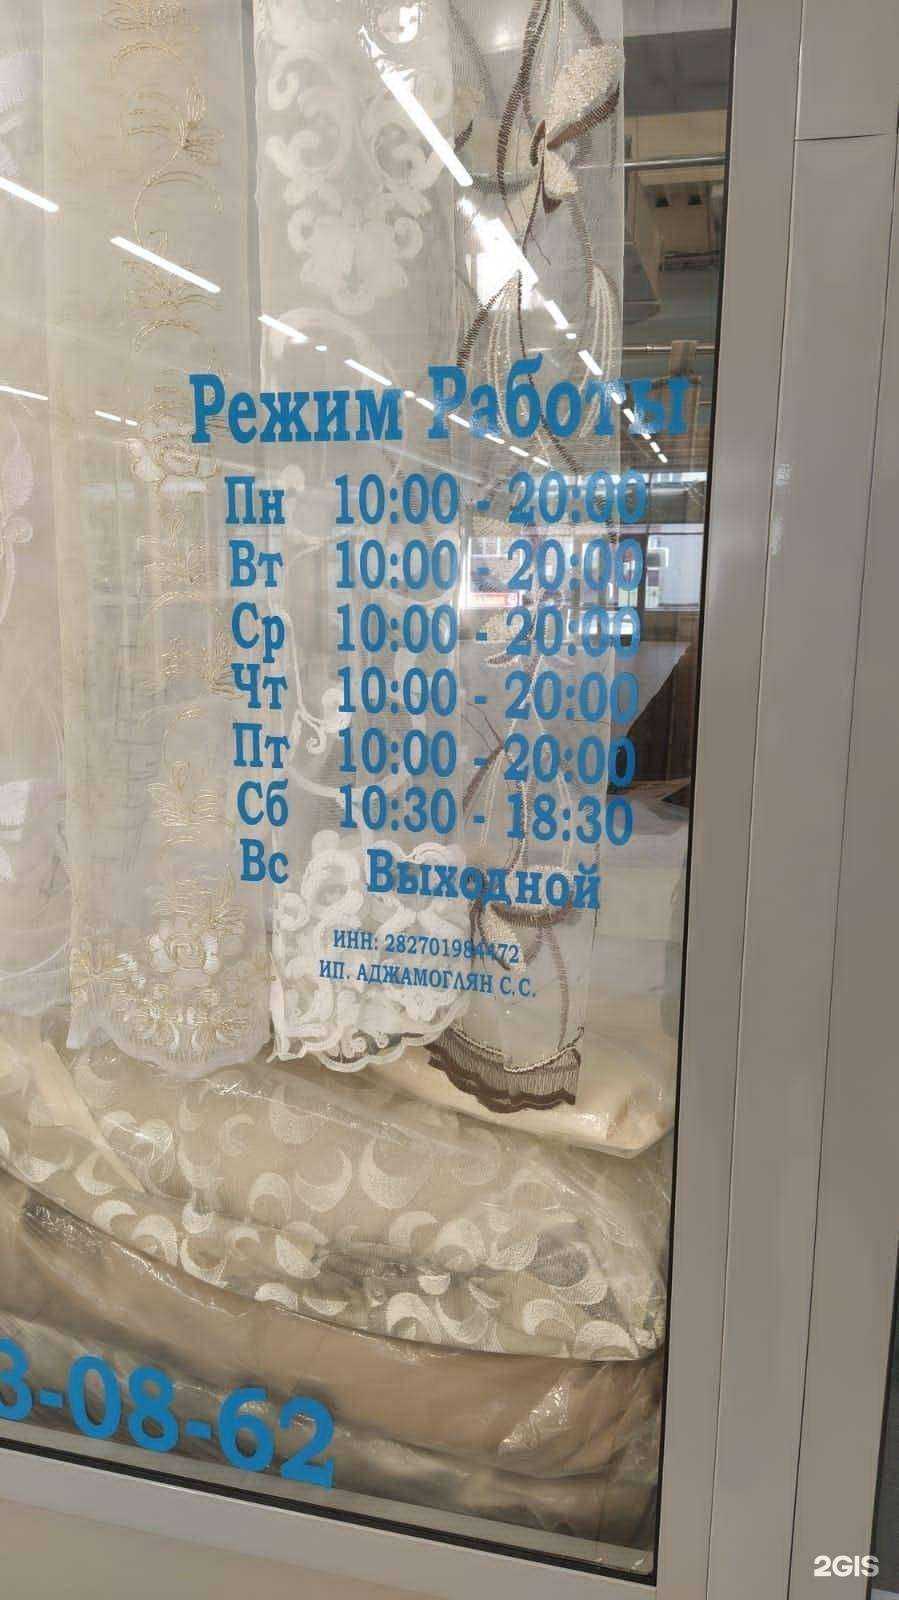 Режим Работы
Пн 10:00 - 20:00
Вт 10:00 - 20:00
Ср 10:00 - 20:00
Чт 10:00 - 20:00
Пт 10:00 - 20:00
Сб 10:30 - 18:30
Вс Выходной
ИНН: 282701984472
ИП. АДЖАМОГЛЯН С.С.
3-08-62
2GIS